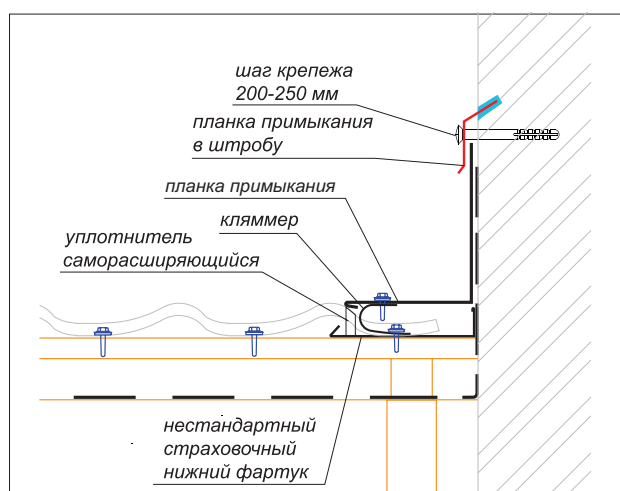 шаг крепежа
200-250 мм
планка примыкания
в штробу
планка примыкания
кляммер
уплотнитель
саморасширяющийся
нестандартный
страховочный
нижний фартук